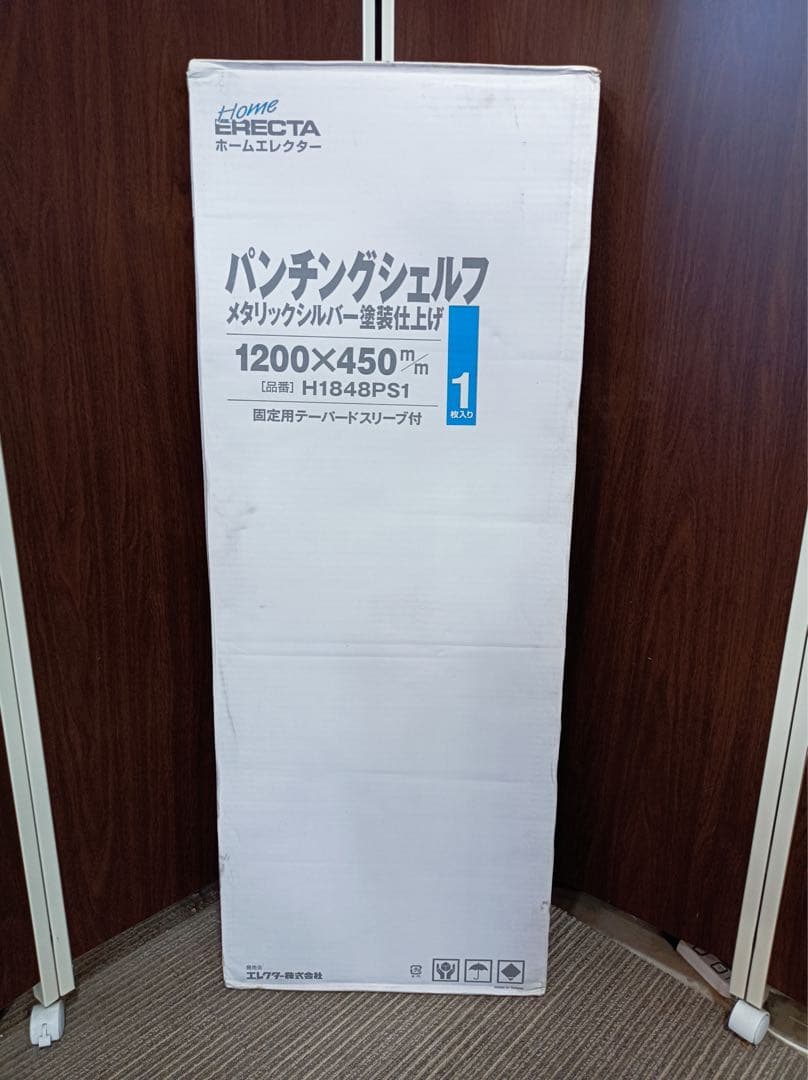 Home
ERECTA
ホームエレクター
パンチングシェルフ
メタリックシルバー塗装仕上げ
1200×450m/m
[品番] H1848PS1
固定用テーパードスリーブ付
1
枚入り
発売元
エレクター株式会社